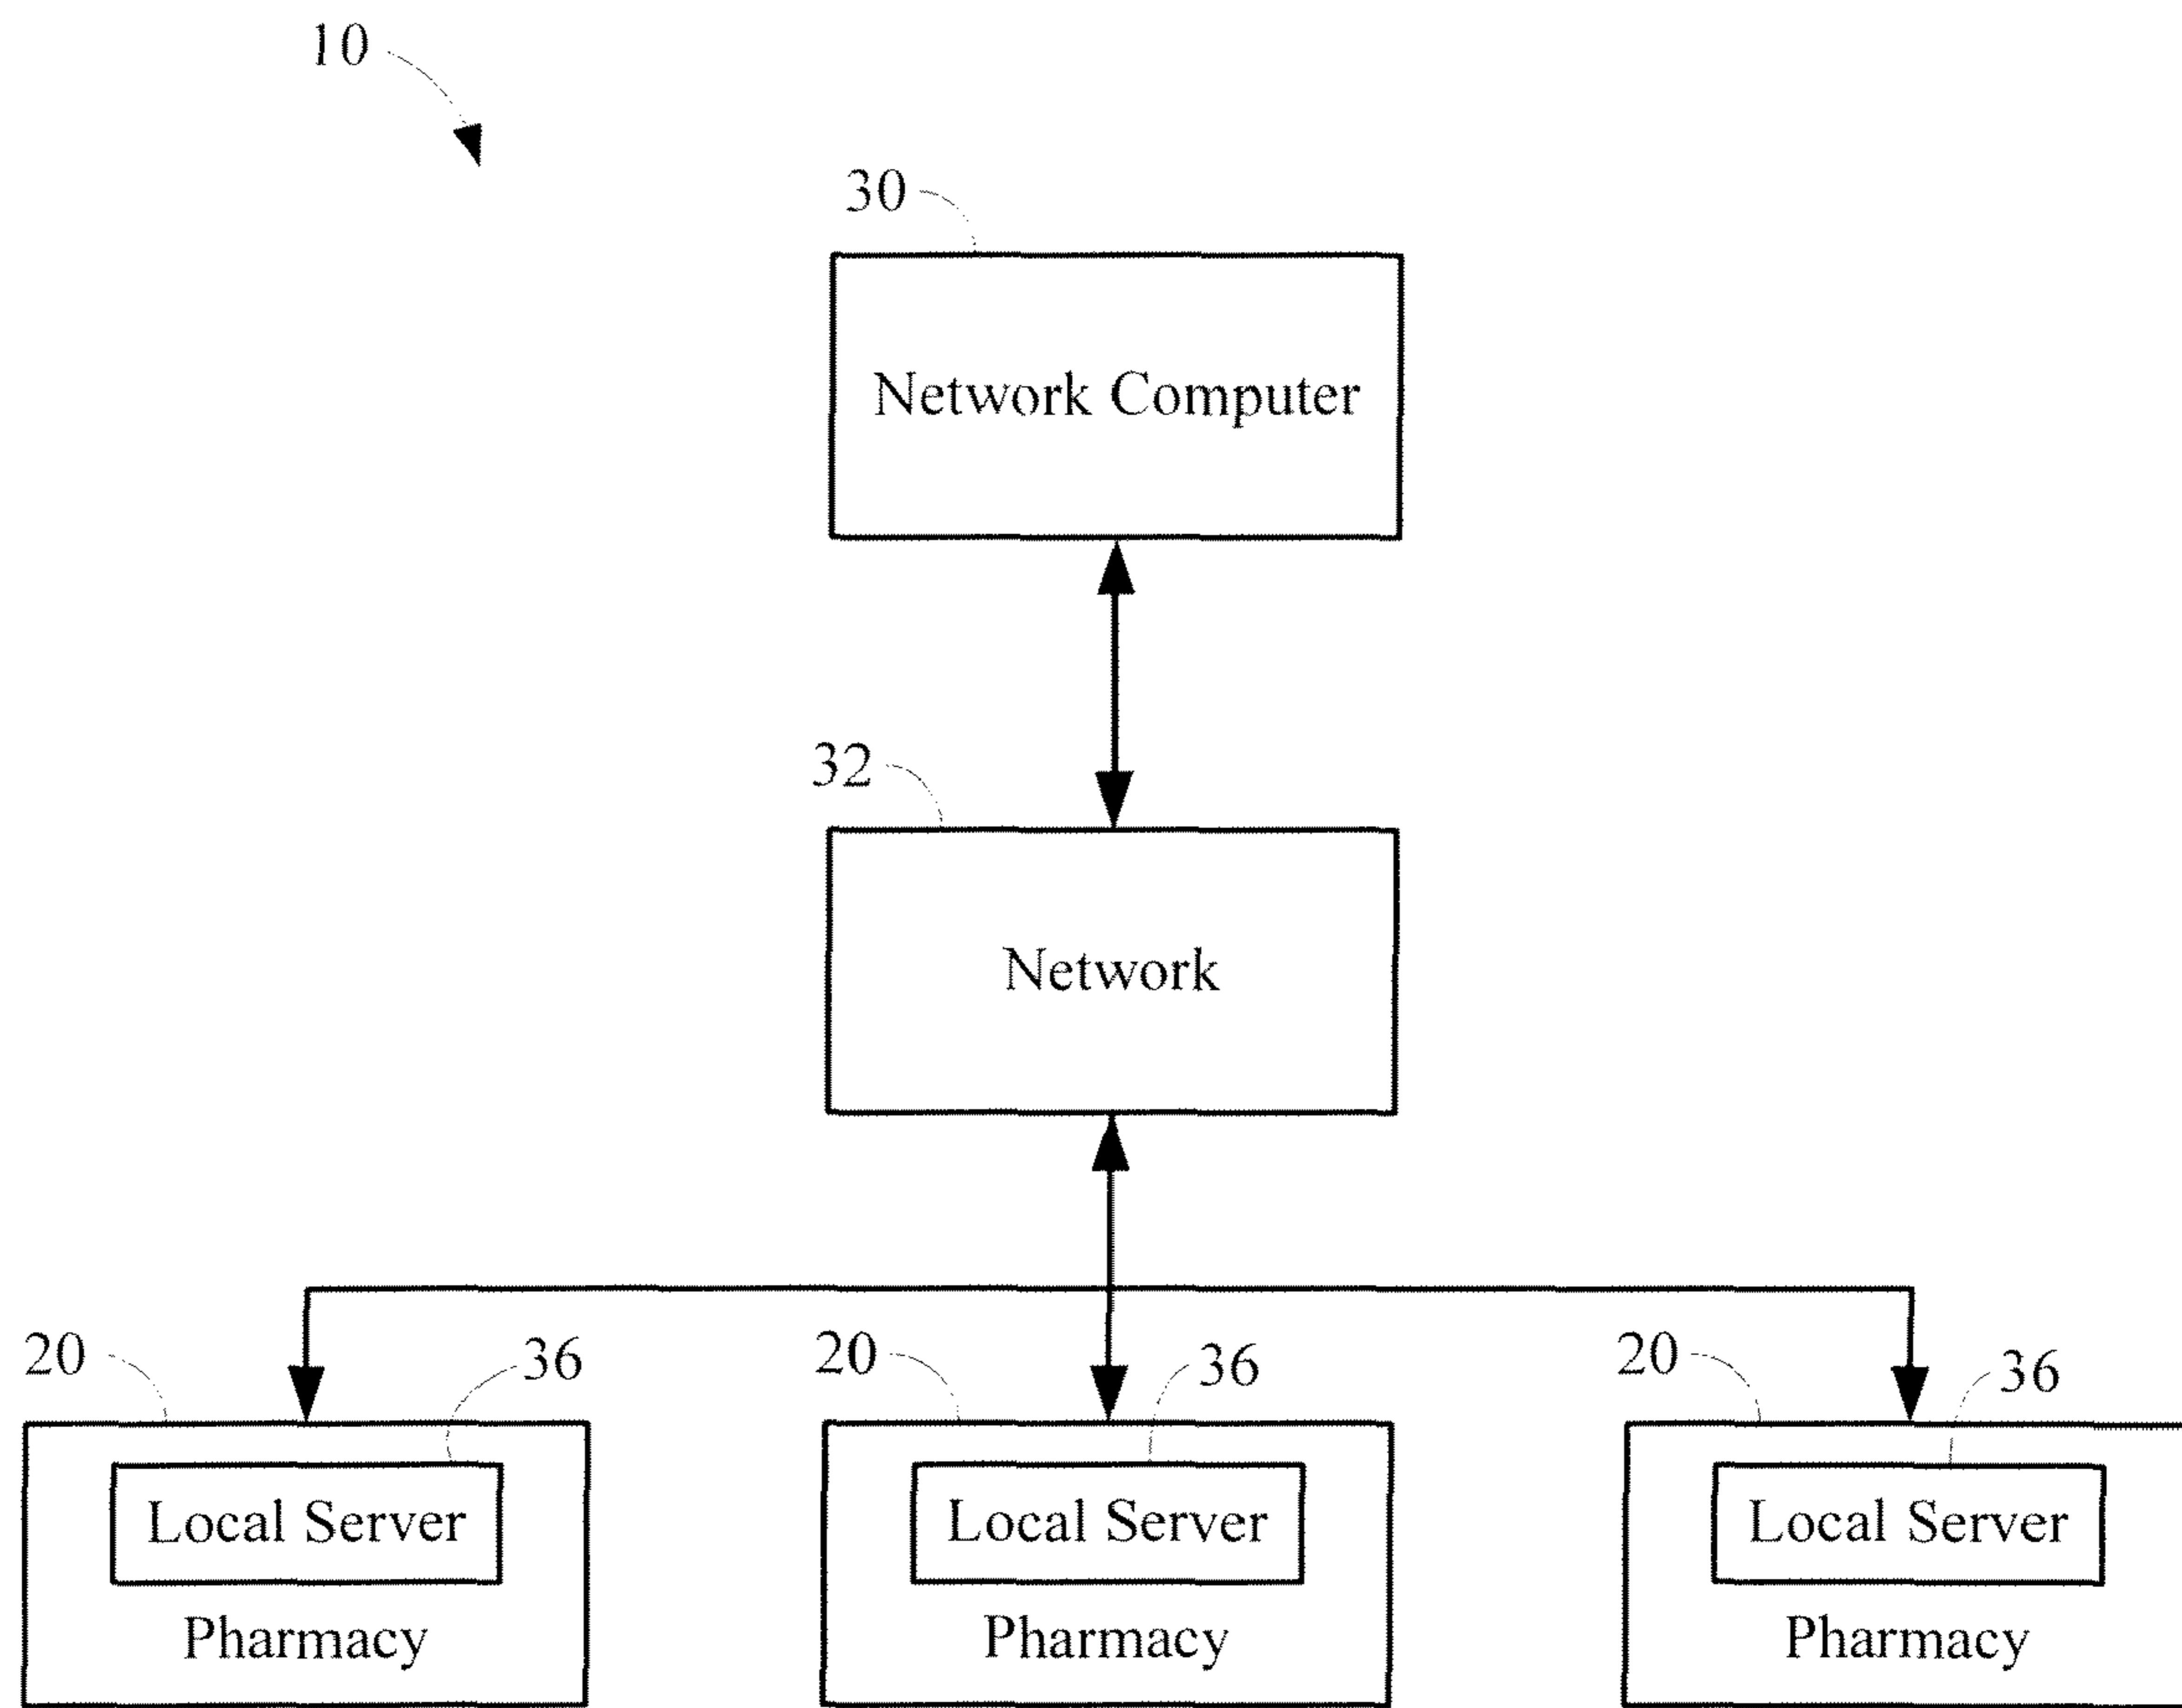 10
30
Network Computer
32
Network
20 36 20 36 20 36
Local Server Local Server Local Server
Pharmacy Pharmacy Pharmacy